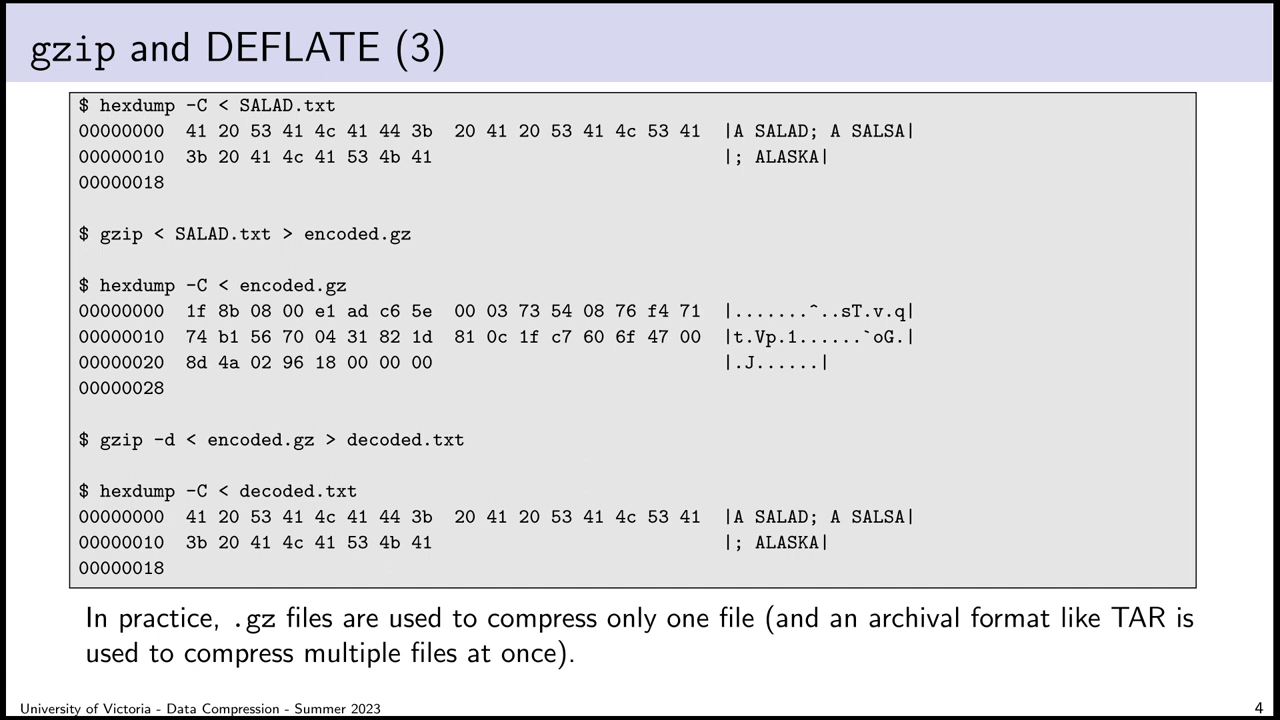 gzip and DEFLATE (3)
$ hexdump -C < SALAD.txt
00000000  41 20 53 41 4c 41 44 3b  20 41 20 53 41 4c 53 41  |A SALAD; A SALSA|
00000010  3b 20 41 4c 41 53 4b 41                           |; ALASKA|
00000018
$ gzip < SALAD.txt > encoded.gz
$ hexdump -C < encoded.gz
00000000  1f 8b 08 00 e1 ad c6 5e  00 03 73 54 08 76 f4 71  |.......^..sT.v.q|
00000010  74 b1 56 70 04 31 82 1d  81 0c 1f c7 60 6f 47 00  |t.Vp.1......`oG.|
00000020  8d 4a 02 96 18 00 00 00                           |.J......|
00000028
$ gzip -d < encoded.gz > decoded.txt
$ hexdump -C < decoded.txt
00000000  41 20 53 41 4c 41 44 3b  20 41 20 53 41 4c 53 41  |A SALAD; A SALSA|
00000010  3b 20 41 4c 41 53 4b 41                           |; ALASKA|
00000018
In practice, .gz files are used to compress only one file (and an archival format like TAR is
used to compress multiple files at once).
University of Victoria - Data Compression - Summer 2023
4